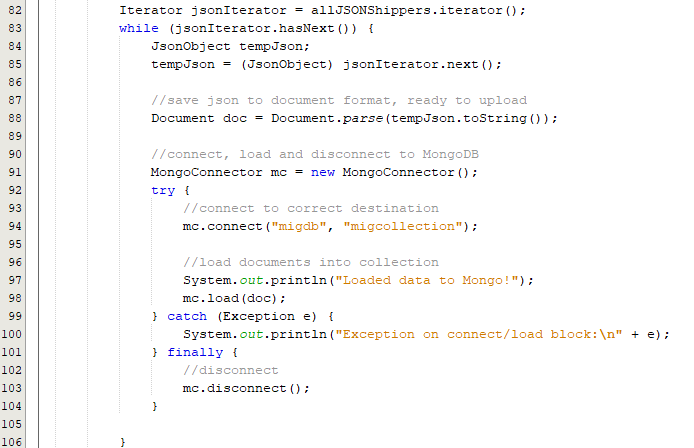 82 Iterator jsonIterator = allJSONShippers.iterator();
83 while (jsonIterator.hasNext()) {
84 JsonObject tempJson;
85 tempJson = (JsonObject) jsonIterator.next();
86
87 //save json to document format, ready to upload
88 Document doc = Document.parse(tempJson.toString());
89
90 //connect, load and disconnect to MongoDB
91 MongoConnector mc = new MongoConnector();
92 try {
93 //connect to correct destination
94 mc.connect("migdb", "migcollection");
95
96 //load documents into collection
97 System.out.println("Loaded data to Mongo!");
98 mc.load(doc);
99 } catch (Exception e) {
100 System.out.println("Exception on connect/load block:\n" + e);
101 } finally {
102 //disconnect
103 mc.disconnect();
104 }
105
106 }